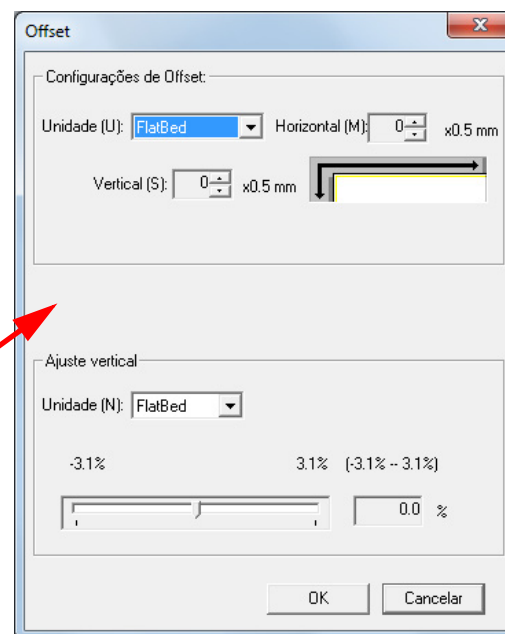 Offset
Configurações de Offset:
Unidade (U): FlatBed Horizontal (M): 0 x0.5 mm
Vertical (S): 0 x0.5 mm
Ajuste vertical
Unidade (N): FlatBed
-3.1% 3.1% (-3.1% -- 3.1%)
0.0 %
OK Cancelar